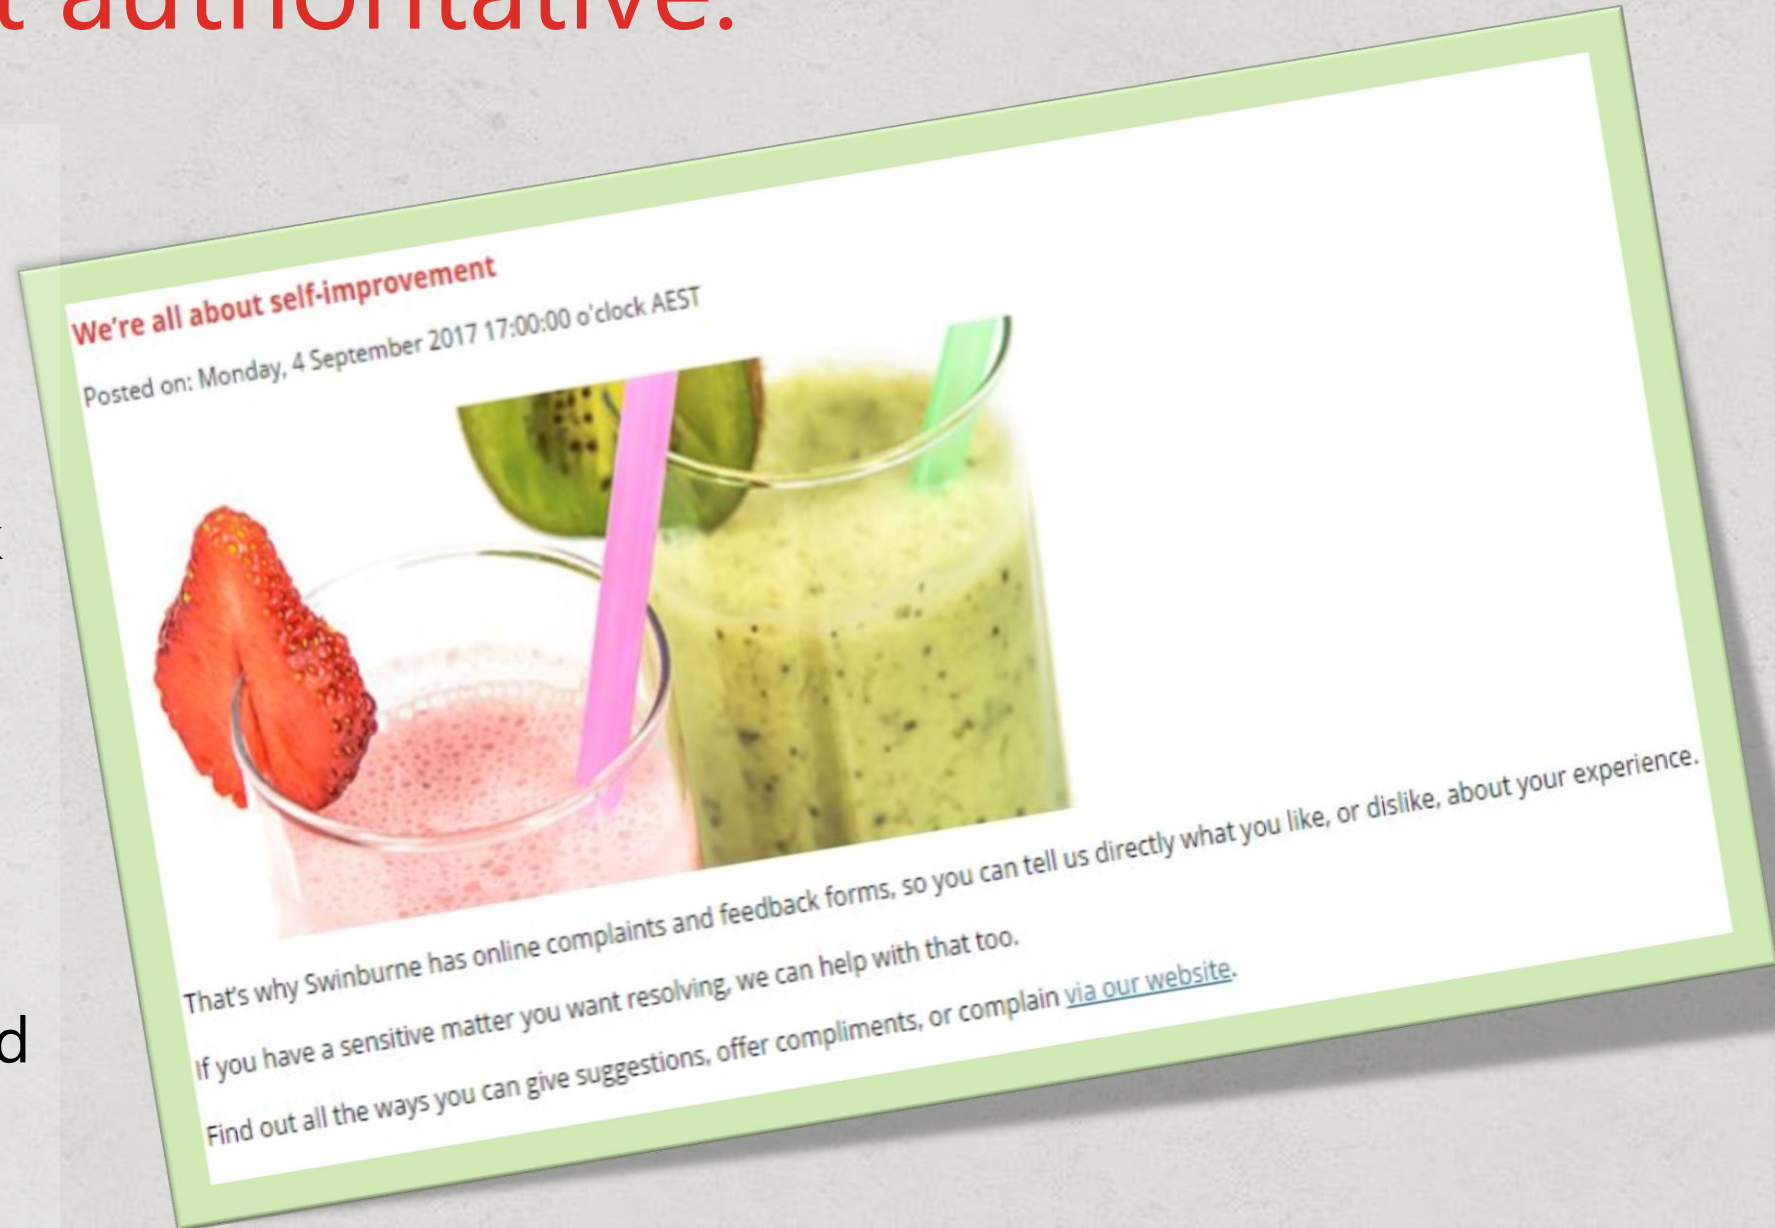 t authoritative.
We're all about self-improvement
Posted on: Monday, 4 September 2017 17:00:00 o'clock AEST
That's why Swinburne has online complaints and feedback forms, so you can tell us directly what you like, or dislike, about your experience.
If you have a sensitive matter you want resolving, we can help with that too.
Find out all the ways you can give suggestions, offer compliments, or complain via our website.
d